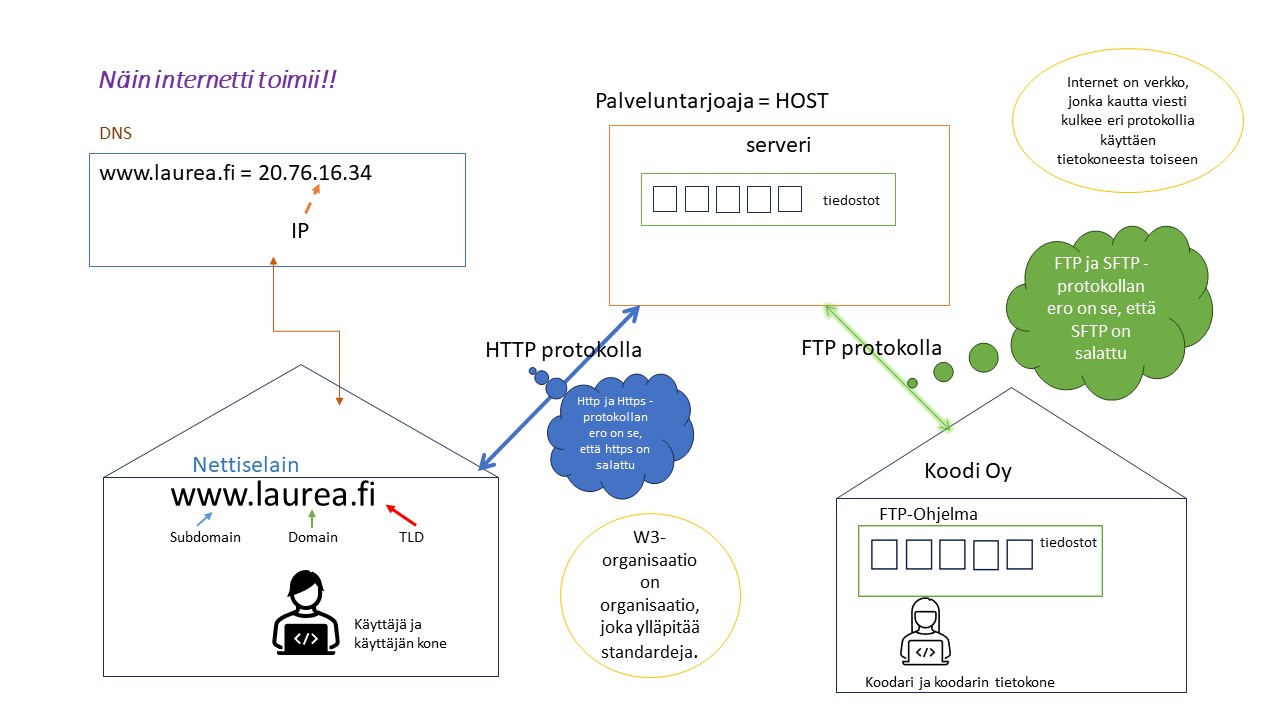 Näin internetti toimii!!
DNS
www.laurea.fi = 20.76.16.34
IP
Palveluntarjoaja = HOST
serveri
tiedostot
Internet on verkko,
jonka kautta viesti
kulkee eri protokollia
käyttäen
tietokoneesta toiseen
FTP ja SFTP -
protokollan
ero on se, että
SFTP on
salattu
HTTP protokolla
FTP protokolla
Http ja Https -
protokollan
ero on se,
että https on
salattu
Nettiselain
www.laurea.fi
Subdomain
Domain
TLD
Käyttäjä ja
käyttäjän kone
W3-
organisaatio
on
organisaatio,
joka ylläpitää
standardeja.
Koodi Oy
FTP-Ohjelma
tiedostot
Koodari ja koodarin tietokone